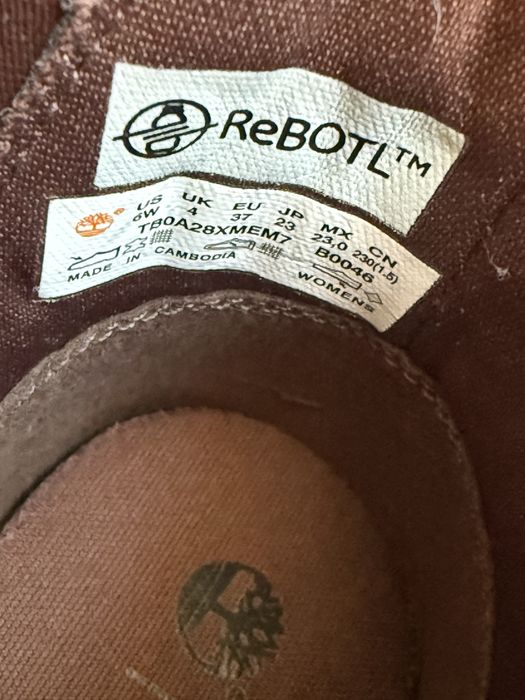 ReBOTL™
US UK EU JP MX CN
6W 4 37 23 23,0 230(1.5)
TB0A28XMEM7 B0046
MADE IN CAMBODIA WOMENS